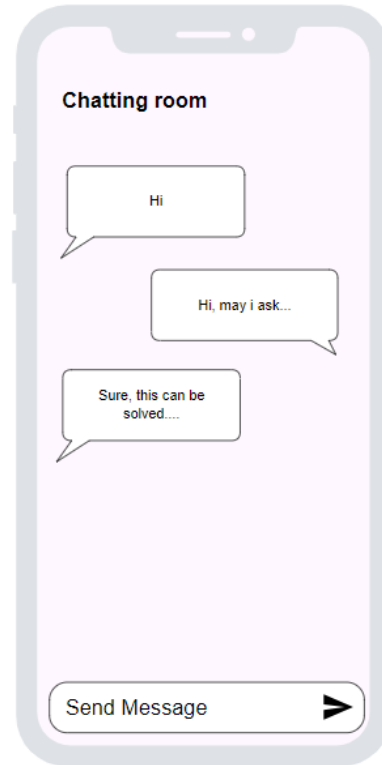 Chatting room
Hi
Hi, may i ask...
Sure, this can be
solved....
Send Message